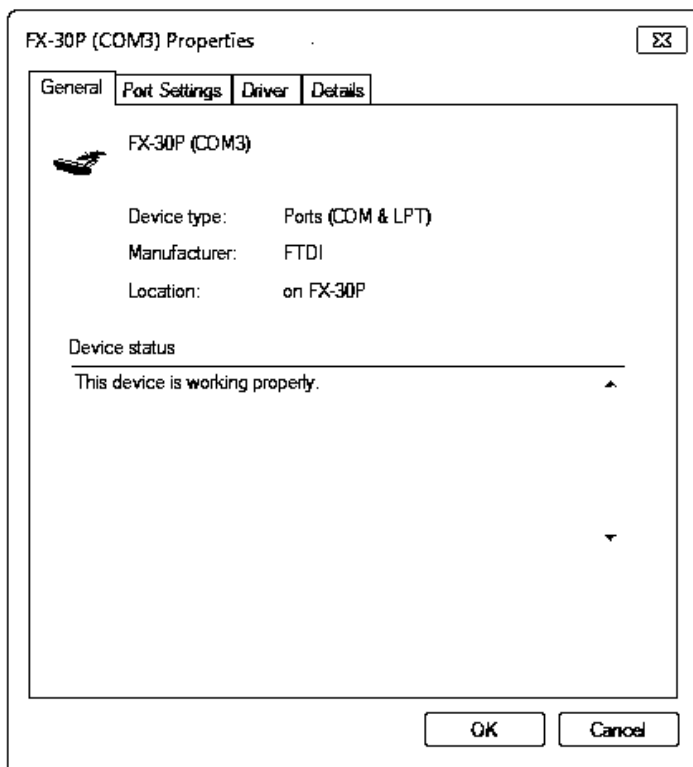 FX-30P (COM3) Properties
General Port Settings Driver Details
FX-30P (COM3)
Device type: Ports (COM & LPT)
Manufacturer: FTDI
Location: on FX-30P
Device status
This device is working properly.
OK Cancel